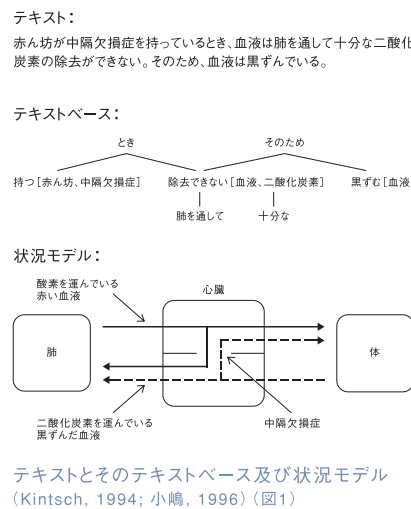 テキスト：
赤ん坊が中隔欠損症を持っているとき、血液は肺を通して十分な二酸化
炭素の除去ができない。そのため、血液は黒ずんでいる。
テキストベース：
とき
そのため
持つ［赤ん坊、中隔欠損症］
除去できない［血液、二酸化炭素］
黒ずむ［血液
肺を通して
十分な
状況モデル：
酸素を運んでいる
赤い血液
心臓
肺
体
二酸化炭素を運んでいる
黒ずんだ血液
中隔欠損症
テキストとそのテキストベース及び状況モデル
（Kintsch, 1994; 小嶋, 1996）（図1）